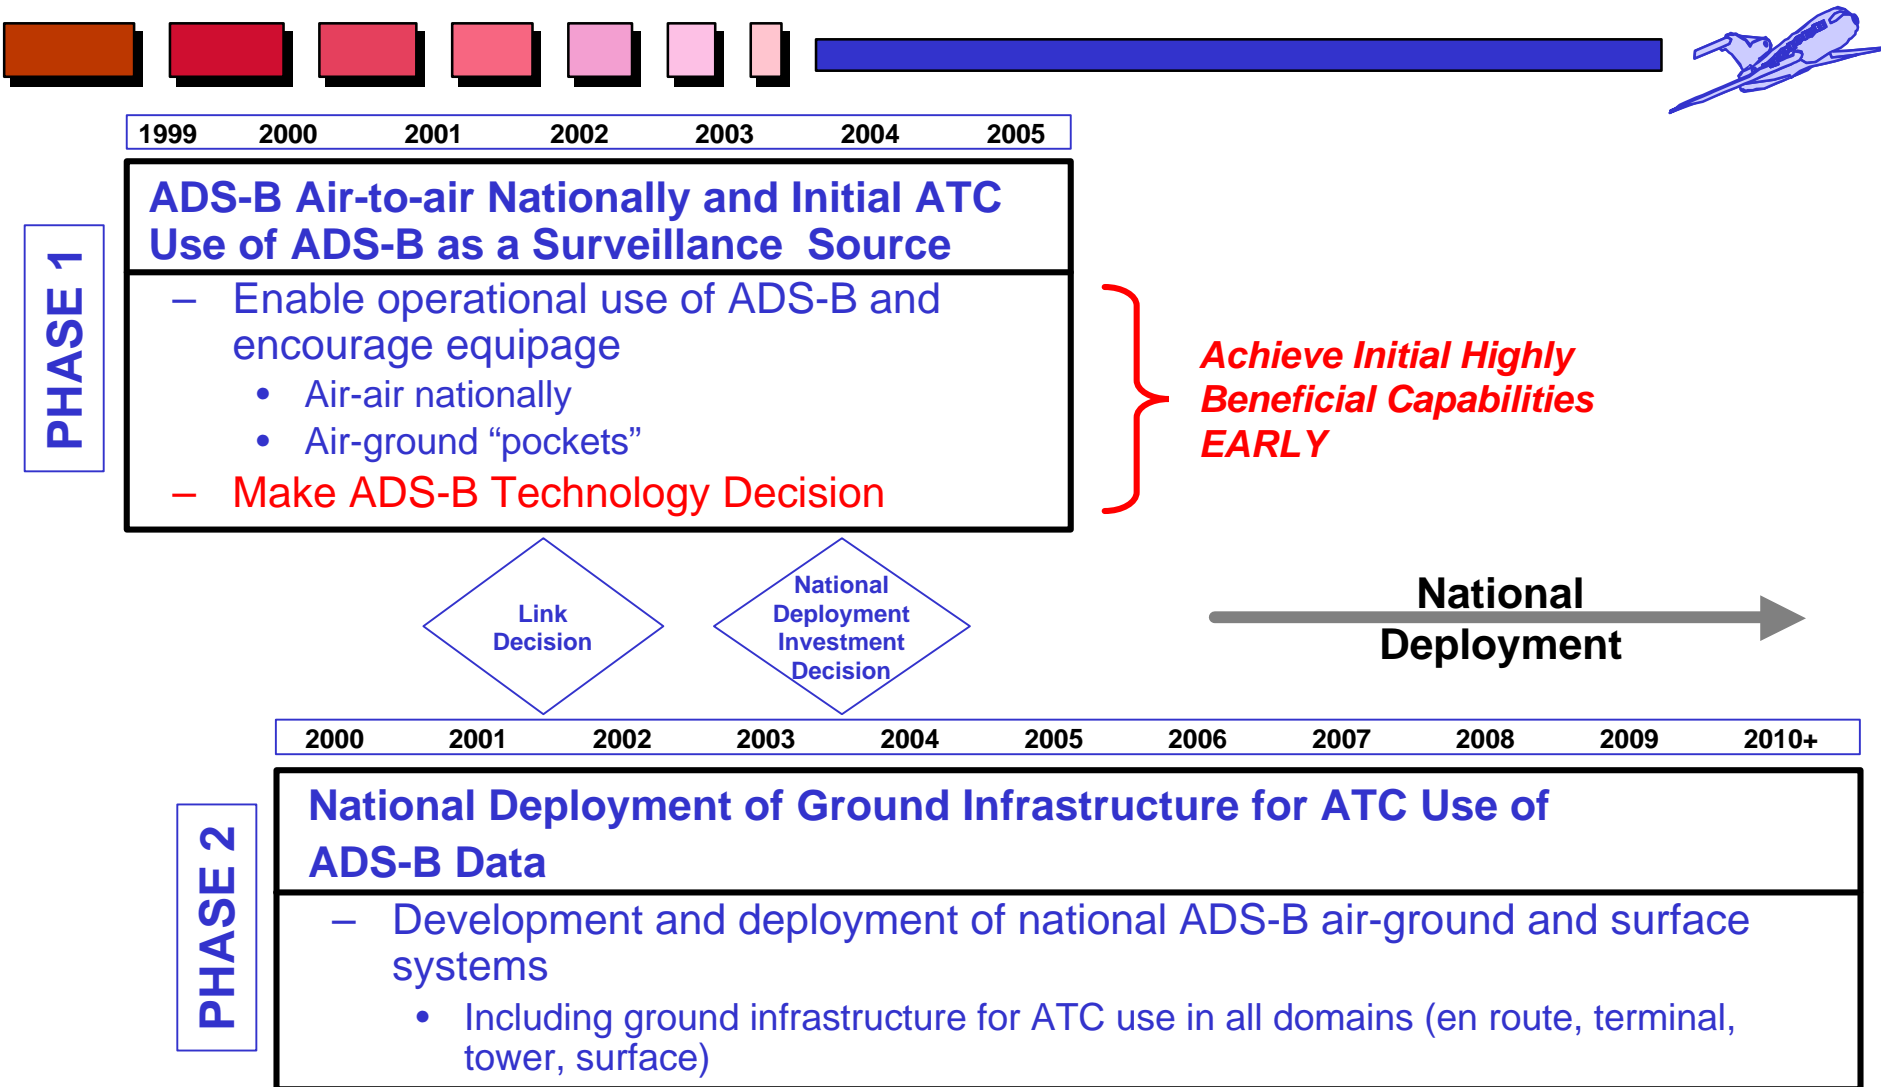 1999 2000 2001 2002 2003 2004 2005
PHASE 1
ADS-B Air-to-air Nationally and Initial ATC
Use of ADS-B as a Surveillance Source
– Enable operational use of ADS-B and
encourage equipage
• Air-air nationally
• Air-ground “pockets”
– Make ADS-B Technology Decision
Achieve Initial Highly
Beneficial Capabilities
EARLY
Link
Decision
National
Deployment
Investment
Decision
National
Deployment
2000 2001 2002 2003 2004 2005 2006 2007 2008 2009 2010+
PHASE 2
National Deployment of Ground Infrastructure for ATC Use of
ADS-B Data
– Development and deployment of national ADS-B air-ground and surface
systems
• Including ground infrastructure for ATC use in all domains (en route, terminal,
tower, surface)